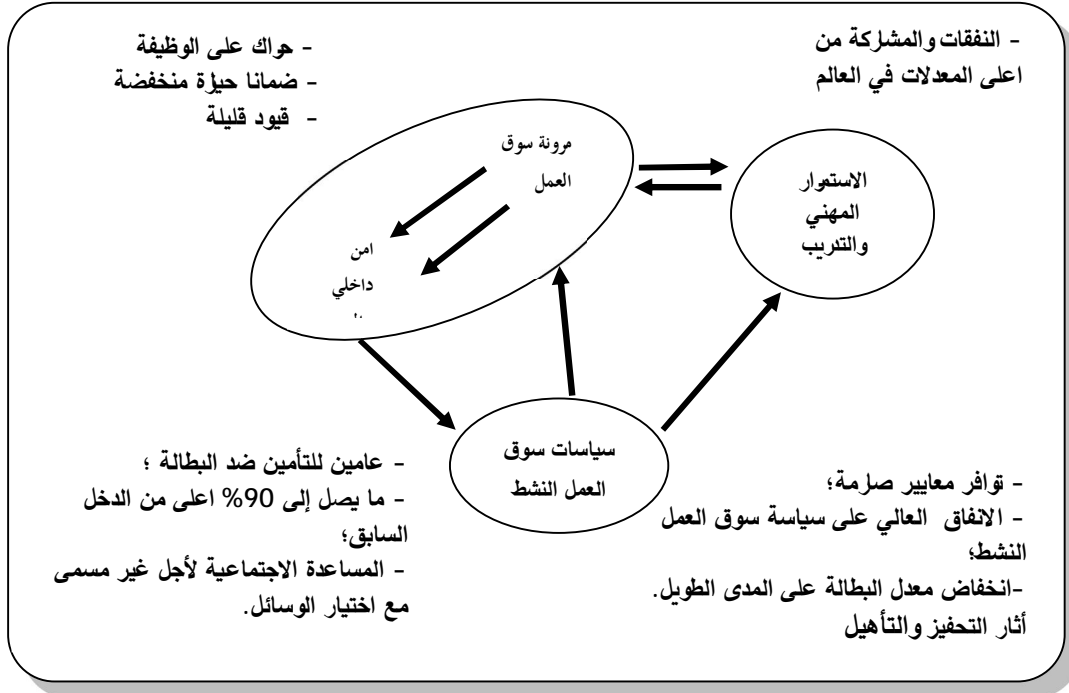 - النفقات والمشاركة من
اعلى المعدلات في العالم
- حواك على الوظيفة
- ضمانا حيزة منخفضة
- قيود قليلة
مرونة سوق
العمل
امن
داخلي
الاستمرار
المهني
والتدريب
سياسات سوق
العمل النشط
- توافر معايير صارمة؛
- الانفاق العالي على سياسة سوق العمل
النشط؛
-انخفاض معدل البطالة على المدى الطويل.
أثار التحفيز والتأهيل
- عامين للتأمين ضد البطالة ؛
- ما يصل إلى 90% اعلى من الدخل
السابق؛
- المساعدة الاجتماعية لأجل غير مسمى
مع اختيار الوسائل.